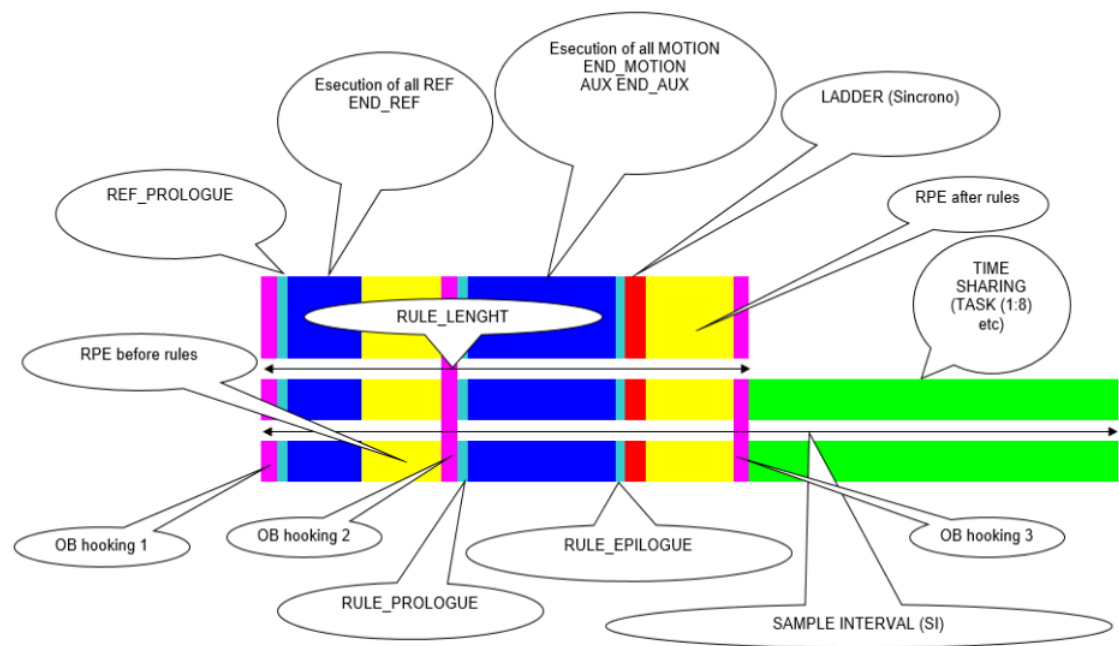 Esecution of all MOTION
END_MOTION
AUX END_AUX
Esecution of all REF
END_REF
LADDER (Sincrono)
REF_PROLOGUE
RPE after rules
TIME
SHARING
(TASK (1:8)
etc)
RULE_LENGHT
RPE before rules
OB hooking 1
OB hooking 2
RULE_EPILOGUE
OB hooking 3
RULE_PROLOGUE
SAMPLE INTERVAL (SI)